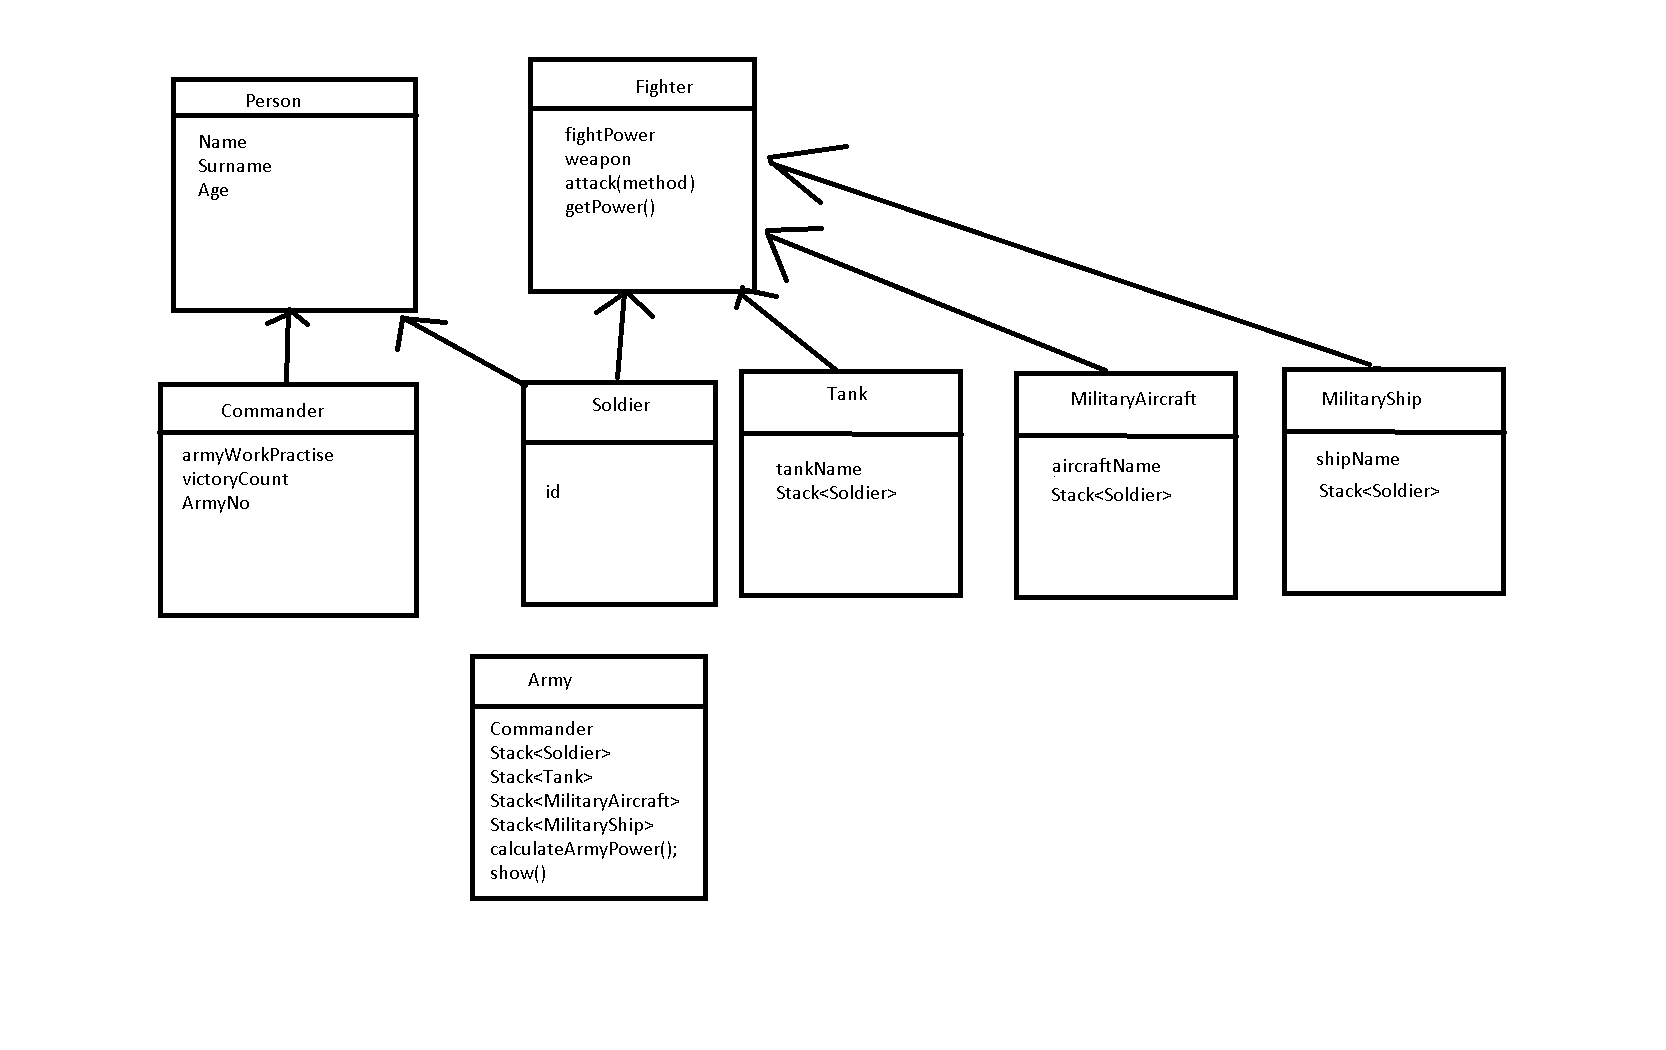 Person
Name
Surname
Age
Fighter
fightPower
weapon
attack(method)
getPower()
Commander
armyWorkPractise
victoryCount
ArmyNo
Soldier
id
Tank
tankName
Stack<Soldier>
MilitaryAircraft
aircraftName
Stack<Soldier>
MilitaryShip
shipName
Stack<Soldier>
Army
Commander
Stack<Soldier>
Stack<Tank>
Stack<MilitaryAircraft>
Stack<MilitaryShip>
calculateArmyPower();
show()